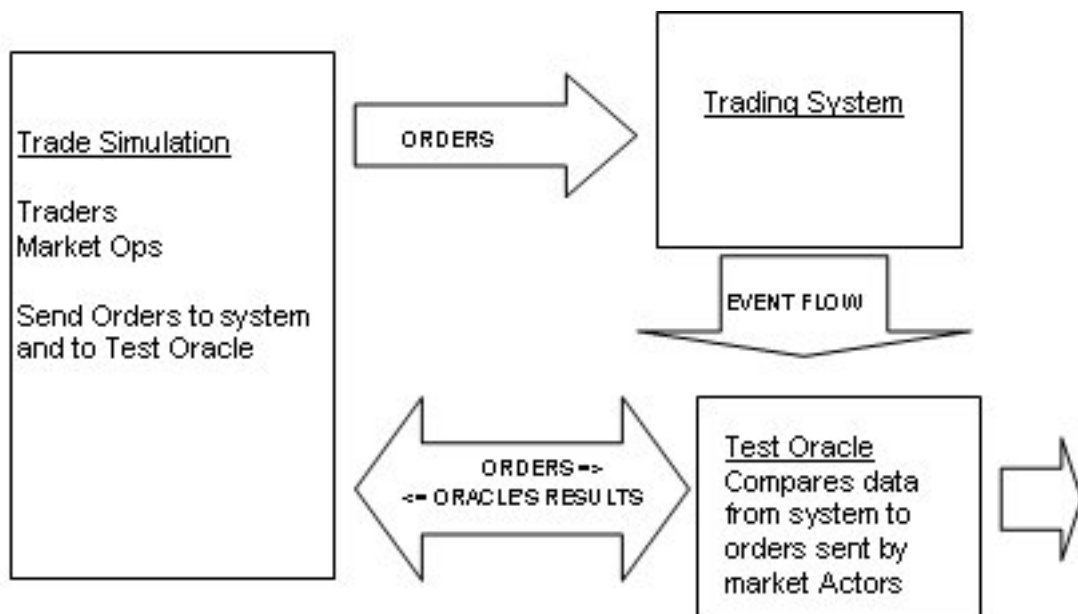 Trade Simulation
Traders
Market Ops
Send Orders to system
and to Test Oracle
ORDERS
Trading System
EVENT FLOW
ORDERS =>
<= ORACLE'S RESULTS
Test Oracle
Compares data
from system to
orders sent by
market Actors